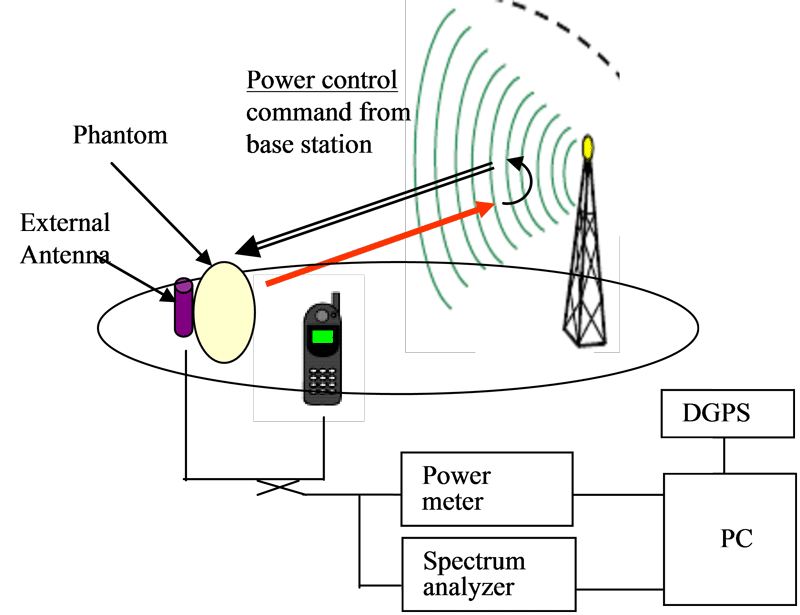 Power control
command from
base station
Phantom
External
Antenna
DGPS
Power
meter
PC
Spectrum
analyzer